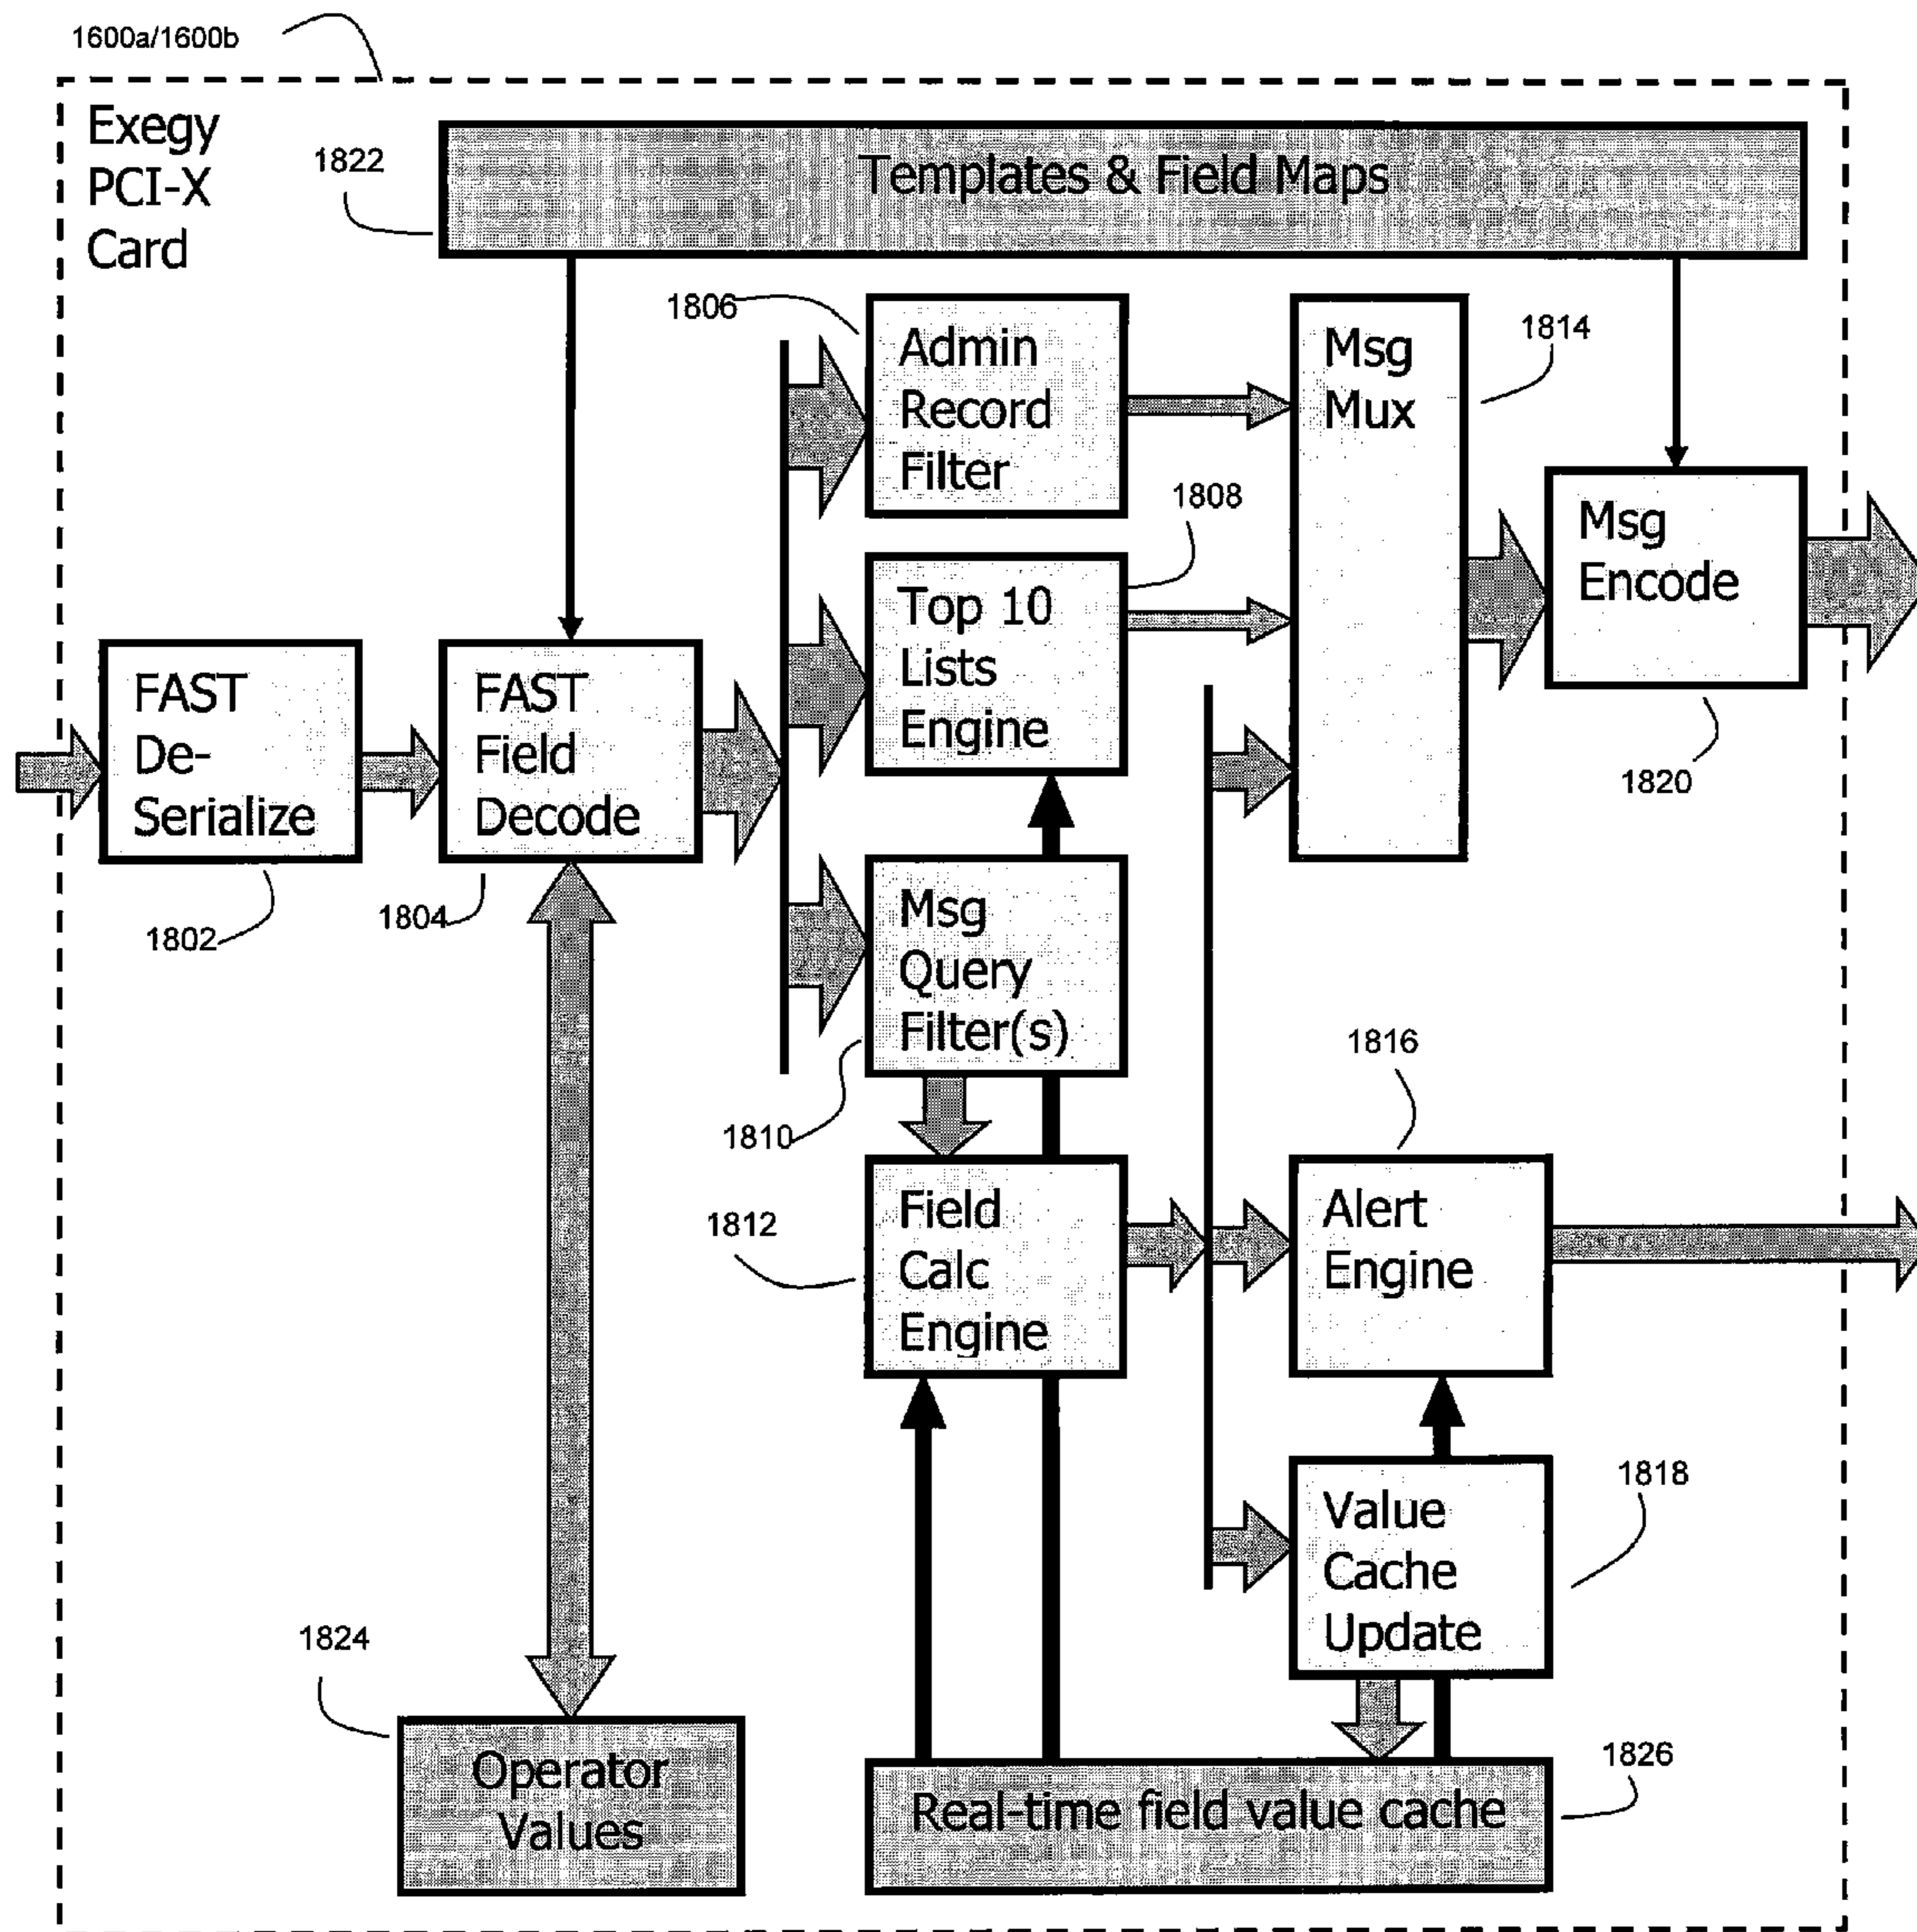 1600a/1600b
Exegy
PCI-X
Card
1822
Templates & Field Maps
1806
Admin
Record
Filter
Msg
Mux
1814
1808
Msg
Encode
1820
Top 10
Lists
Engine
FAST
De-
Serialize
1802
FAST
Field
Decode
1804
Msg
Query
Filter(s)
1810
1816
1812
Field
Calc
Engine
Alert
Engine
1818
Value
Cache
Update
1824
Operator
Values
1826
Real-time field value cache